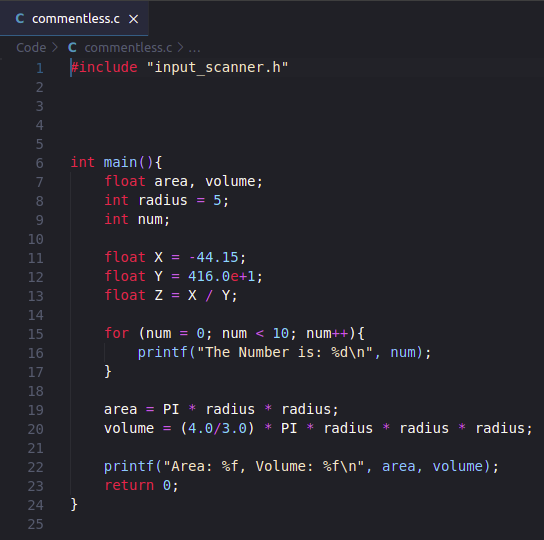 C commentless.c ×
Code > C commentless.c > ...
1 #include "input_scanner.h"
2
3
4
5
6 int main(){
7     float area, volume;
8     int radius = 5;
9     int num;
10
11     float X = -44.15;
12     float Y = 416.0e+1;
13     float Z = X / Y;
14
15     for (num = 0; num < 10; num++){
16         printf("The Number is: %d\n", num);
17     }
18
19     area = PI * radius * radius;
20     volume = (4.0/3.0) * PI * radius * radius * radius;
21
22     printf("Area: %f, Volume: %f\n", area, volume);
23     return 0;
24 }
25